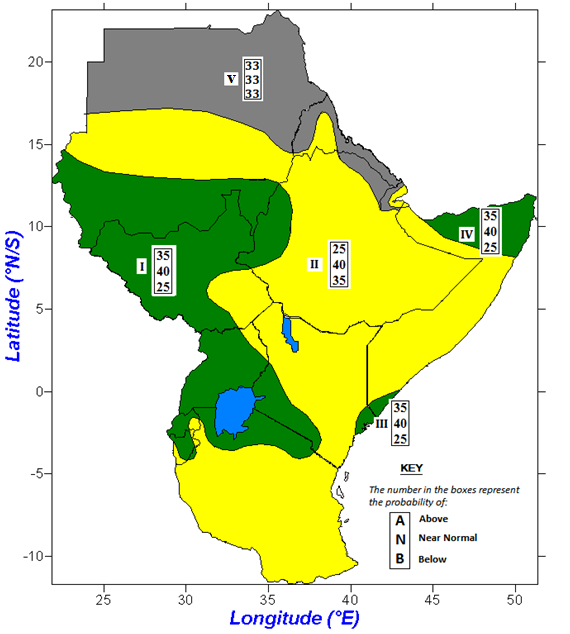 20
15
10
5
0
-5
-10
Latitude (°N/S)
V
33
33
33
I
35
40
25
II
25
40
35
IV
35
40
25
III
35
40
25
KEY
The number in the boxes represent
the probability of:
A Above
N Near Normal
B Below
25 30 35 40 45 50
Longitude (°E)